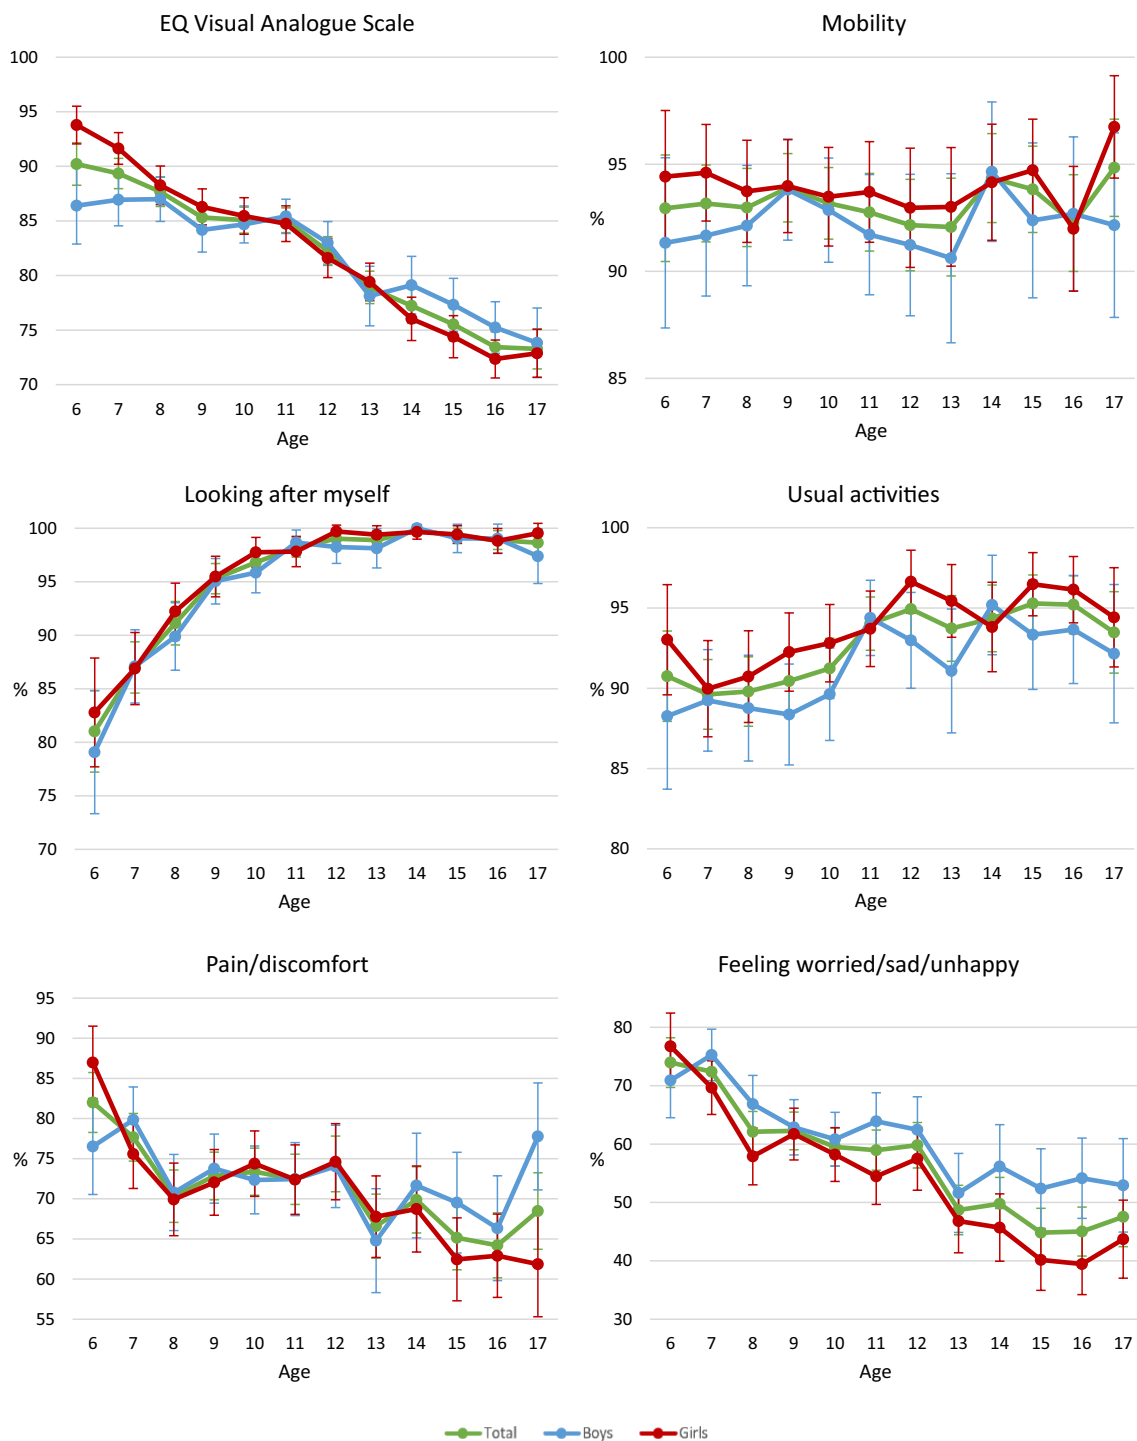 EQ Visual Analogue Scale
100
95
90
85
80
75
70
6 7 8 9 10 11 12 13 14 15 16 17
Age
Mobility
100
95
%
90
85
6 7 8 9 10 11 12 13 14 15 16 17
Age
Looking after myself
100
95
90
85
%
80
75
70
6 7 8 9 10 11 12 13 14 15 16 17
Age
Usual activities
100
95
90
%
85
80
6 7 8 9 10 11 12 13 14 15 16 17
Age
Pain/discomfort
95
90
85
80
75
%
70
65
60
55
6 7 8 9 10 11 12 13 14 15 16 17
Age
Feeling worried/sad/unhappy
80
70
60
%
50
40
30
6 7 8 9 10 11 12 13 14 15 16 17
Age
Total Boys Girls